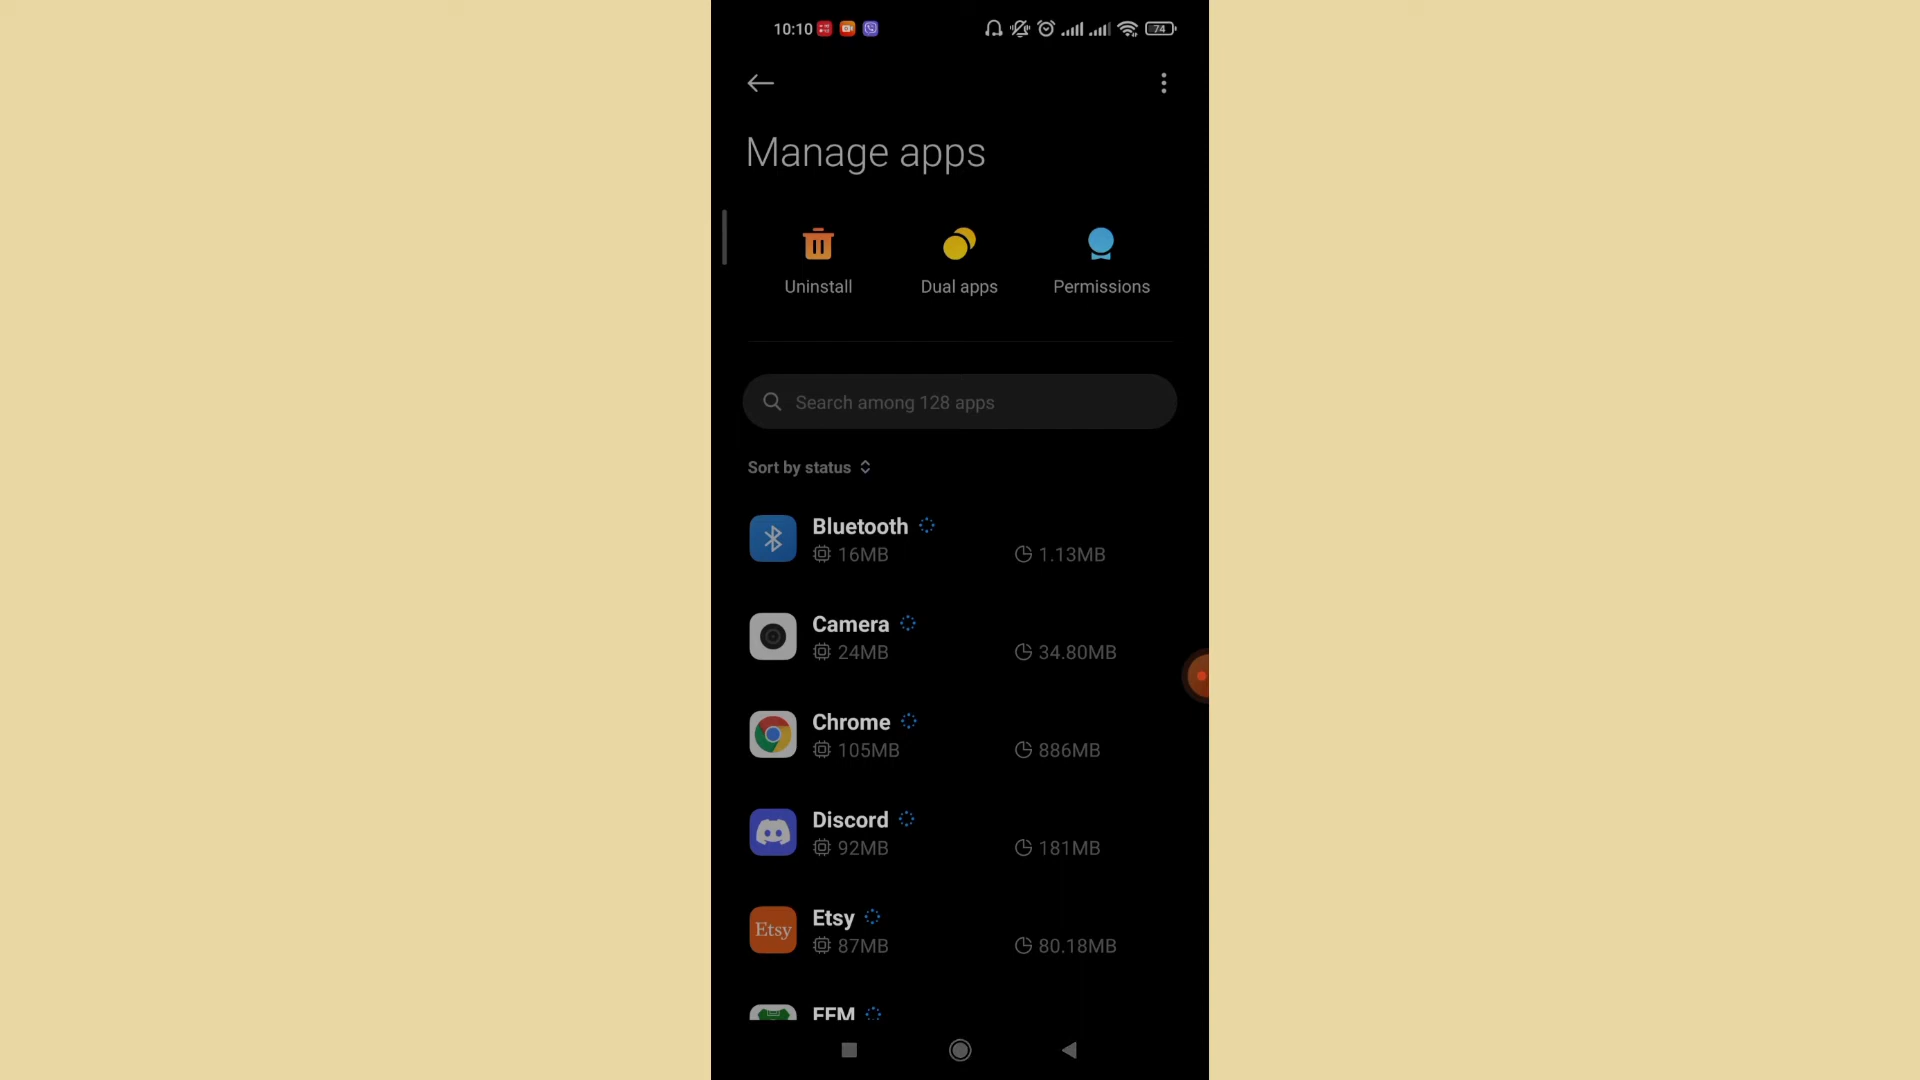 10:10
74
Manage apps
Uninstall Dual apps Permissions
Search among 128 apps
Sort by status
Bluetooth
16MB 1.13MB
Camera
24MB 34.80MB
Chrome
105MB 886MB
Discord
92MB 181MB
Etsy
Etsy
87MB 80.18MB